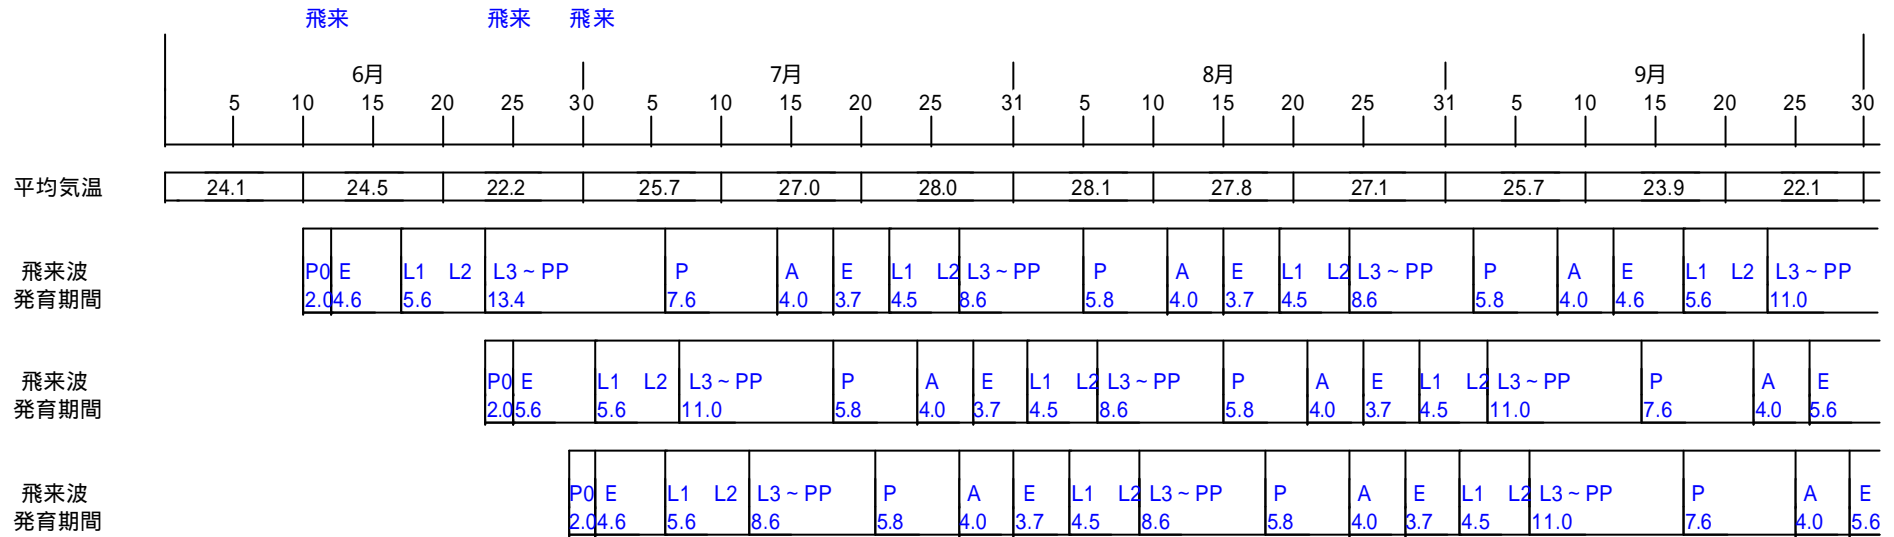 飛来 飛来 飛来
6月 7月 8月 9月
5 10 15 20 25 30 5 10 15 20 25 31 5 10 15 20 25 31 5 10 15 20 25 30
平均気温 24.1 24.5 22.2 25.7 27.0 28.0 28.1 27.8 27.1 25.7 23.9 22.1
飛来波 P0 E L1 L2 L3~PP P A E L1 L2 L3~PP P A E L1 L2 L3~PP P A E L1 L2 L3~PP
発育期間 2.0 4.6 5.6 13.4 7.6 4.0 3.7 4.5 8.6 5.8 4.0 3.7 4.5 8.6 5.8 4.0 4.6 5.6 11.0
飛来波 P0 E L1 L2 L3~PP P A E L1 L2 L3~PP P A E L1 L2 L3~PP P A E
発育期間 2.0 5.6 5.6 11.0 5.8 4.0 3.7 4.5 8.6 5.8 4.0 3.7 4.5 11.0 7.6 4.0 5.6
飛来波 P0 E L1 L2 L3~PP P A E L1 L2 L3~PP P A E L1 L2 L3~PP P A E
発育期間 2.0 4.6 5.6 8.6 5.8 4.0 3.7 4.5 8.6 5.8 4.0 3.7 4.5 11.0 7.6 4.0 5.6